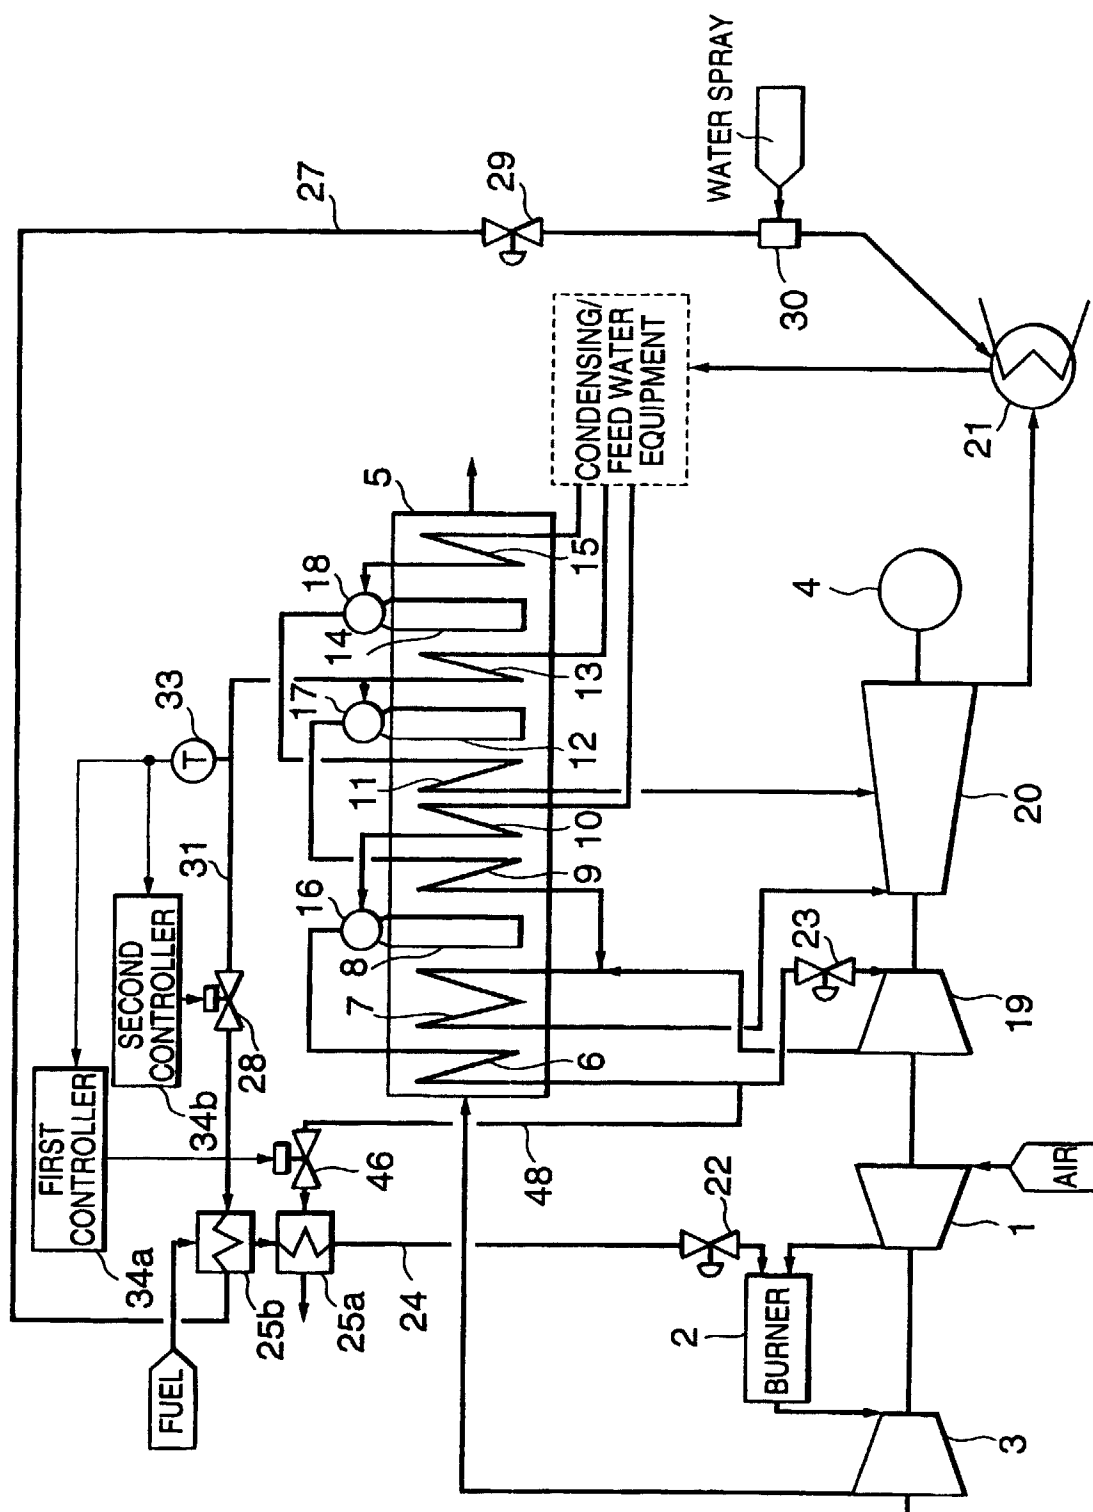 FIRST
CONTROLLER
34a
SECOND
CONTROLLER
33
FUEL
T
31
34b
28
25b
16
17
18
27
14
25a
7
8
11
5
46
24
29
48
6
9
10
12
13
15
CONDENSING/
FEED WATER
EQUIPMENT
2
22
WATER SPRAY
BURNER
30
23
4
21
3
1
19
20
AIR